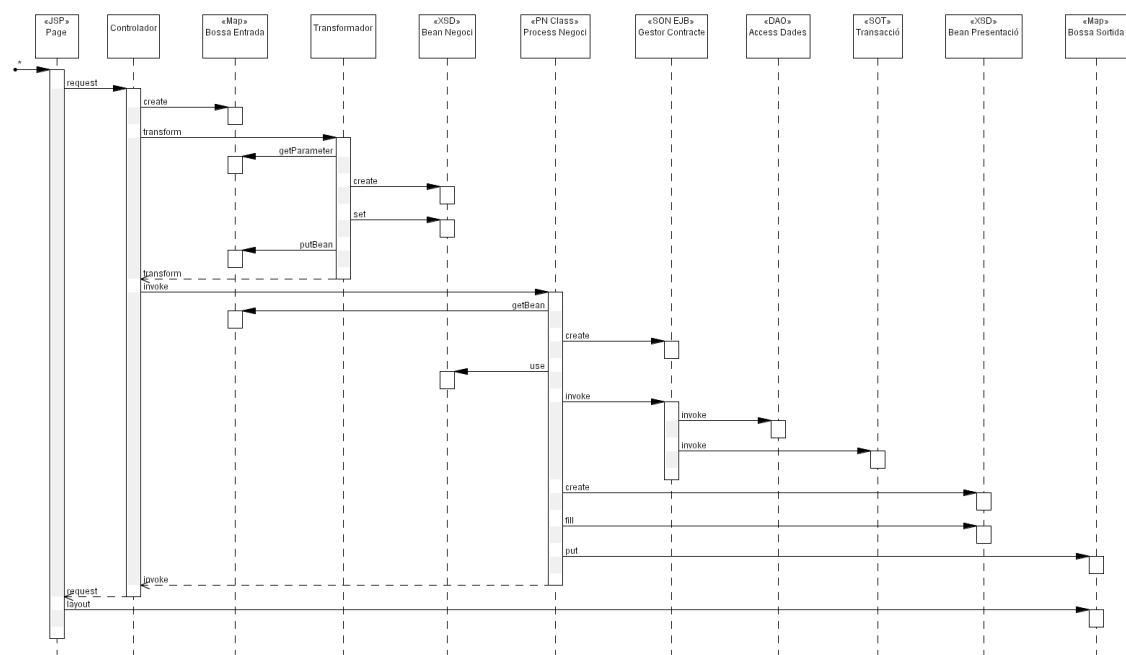 «JSP»
Page
Controlador
«Map»
Bossa Entrada
Transformador
«XSD»
Bean Negoci
«PN Class»
Process Negoci
«SON EJB»
Gestor Contracte
«DAO»
Access Dades
«SOT»
Transacció
«XSD»
Bean Presentació
«Map»
Bossa Sortida
*
request
create
transform
getParameter
create
set
putBean
transform
invoke
getBean
create
use
invoke
invoke
invoke
create
fill
put
invoke
request
layout